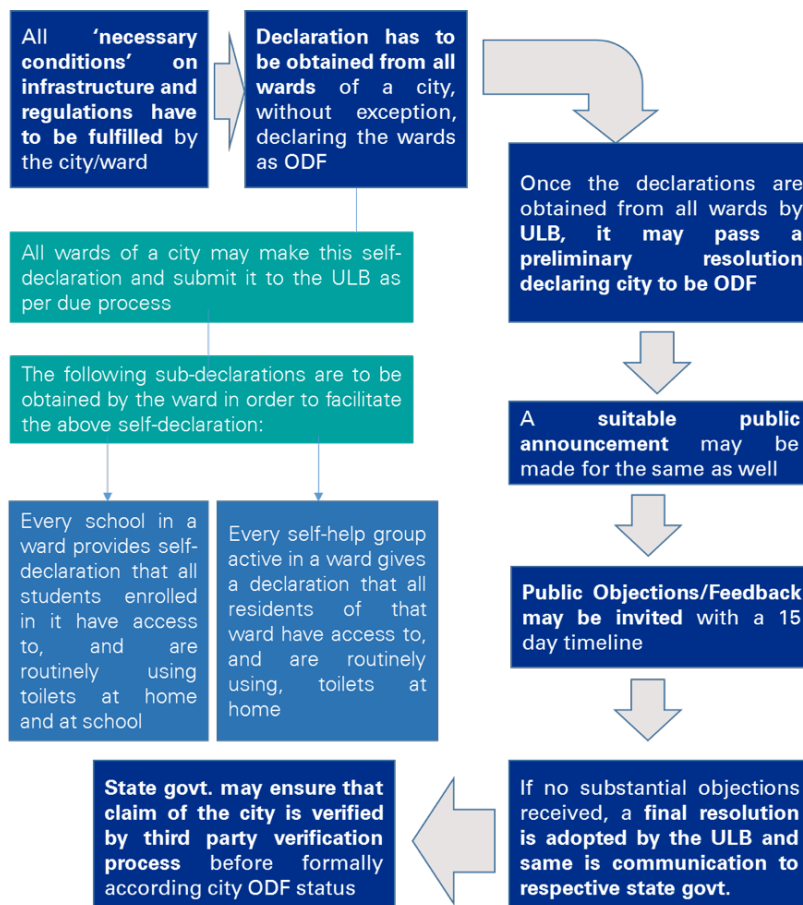 All ‘necessary
conditions’ on
infrastructure and
regulations have
to be fulfilled by
the city/ward
Declaration has to
be obtained from all
wards of a city,
without exception,
declaring the wards
as ODF
Once the declarations are
obtained from all wards by
ULB, it may pass a
preliminary resolution
declaring city to be ODF
All wards of a city may make this self-
declaration and submit it to the ULB as
per due process
The following sub-declarations are to be
obtained by the ward in order to facilitate
the above self-declaration:
Every school in a
ward provides self-
declaration that all
students enrolled
in it have access
to, and are
routinely using
toilets at home
and at school
Every self-help group
active in a ward gives
a declaration that all
residents of that
ward have access to,
and are routinely
using, toilets at
home
A suitable public
announcement may be
made for the same as well
Public Objections/Feedback
may be invited with a 15
day timeline
If no substantial objections
received, a final resolution
is adopted by the ULB and
same is communication to
respective state govt.
State govt. may ensure that
claim of the city is verified
by third party verification
process before formally
according city ODF status